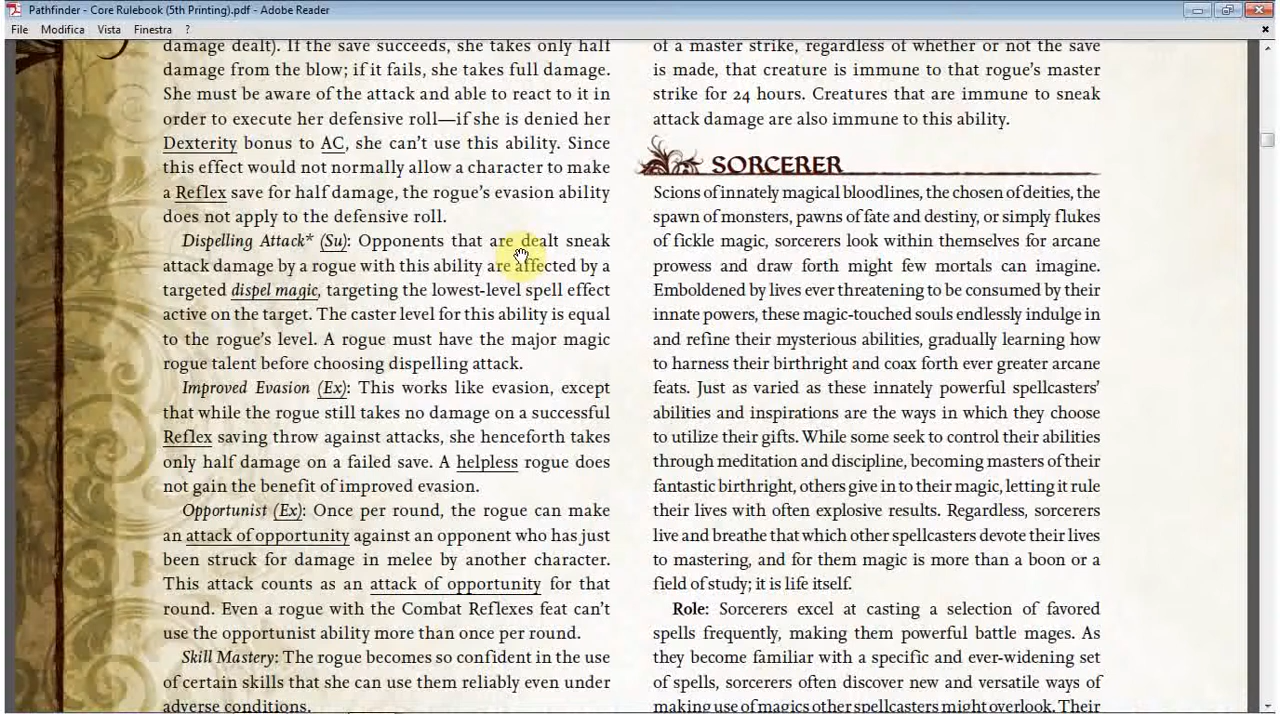 Pathfinder - Core Rulebook (5th Printing).pdf - Adobe Reader
File Modifica Vista Finestra ?
damage dealt). If the save succeeds, she takes only half
damage from the blow; if it fails, she takes full damage.
She must be aware of the attack and able to react to it in
order to execute her defensive roll—if she is denied her
Dexterity bonus to AC, she can't use this ability. Since
this effect would not normally allow a character to make
a Reflex save for half damage, the rogue's evasion ability
does not apply to the defensive roll.
Dispelling Attack* (Su): Opponents that are dealt sneak
attack damage by a rogue with this ability are affected by a
targeted dispel magic, targeting the lowest-level spell effect
active on the target. The caster level for this ability is equal
to the rogue's level. A rogue must have the major magic
rogue talent before choosing dispelling attack.
Improved Evasion (Ex): This works like evasion, except
that while the rogue still takes no damage on a successful
Reflex saving throw against attacks, she henceforth takes
only half damage on a failed save. A helpless rogue does
not gain the benefit of improved evasion.
Opportunist (Ex): Once per round, the rogue can make
an attack of opportunity against an opponent who has just
been struck for damage in melee by another character.
This attack counts as an attack of opportunity for that
round. Even a rogue with the Combat Reflexes feat can't
use the opportunist ability more than once per round.
Skill Mastery: The rogue becomes so confident in the use
of certain skills that she can use them reliably even under
adverse conditions.
of a master strike, regardless of whether or not the save
is made, that creature is immune to that rogue's master
strike for 24 hours. Creatures that are immune to sneak
attack damage are also immune to this ability.
SORCERER
Scions of innately magical bloodlines, the chosen of deities, the
spawn of monsters, pawns of fate and destiny, or simply flukes
of fickle magic, sorcerers look within themselves for arcane
prowess and draw forth might few mortals can imagine.
Emboldened by lives ever threatening to be consumed by their
innate powers, these magic-touched souls endlessly indulge in
and refine their mysterious abilities, gradually learning how
to harness their birthright and coax forth ever greater arcane
feats. Just as varied as these innately powerful spellcasters'
abilities and inspirations are the ways in which they choose
to utilize their gifts. While some seek to control their abilities
through meditation and discipline, becoming masters of their
fantastic birthright, others give in to their magic, letting it rule
their lives with often explosive results. Regardless, sorcerers
live and breathe that which other spellcasters devote their lives
to mastering, and for them magic is more than a boon or a
field of study; it is life itself.
Role: Sorcerers excel at casting a selection of favored
spells frequently, making them powerful battle mages. As
they become familiar with a specific and ever-widening set
of spells, sorcerers often discover new and versatile ways of
making use of magics other spellcasters might overlook. Their